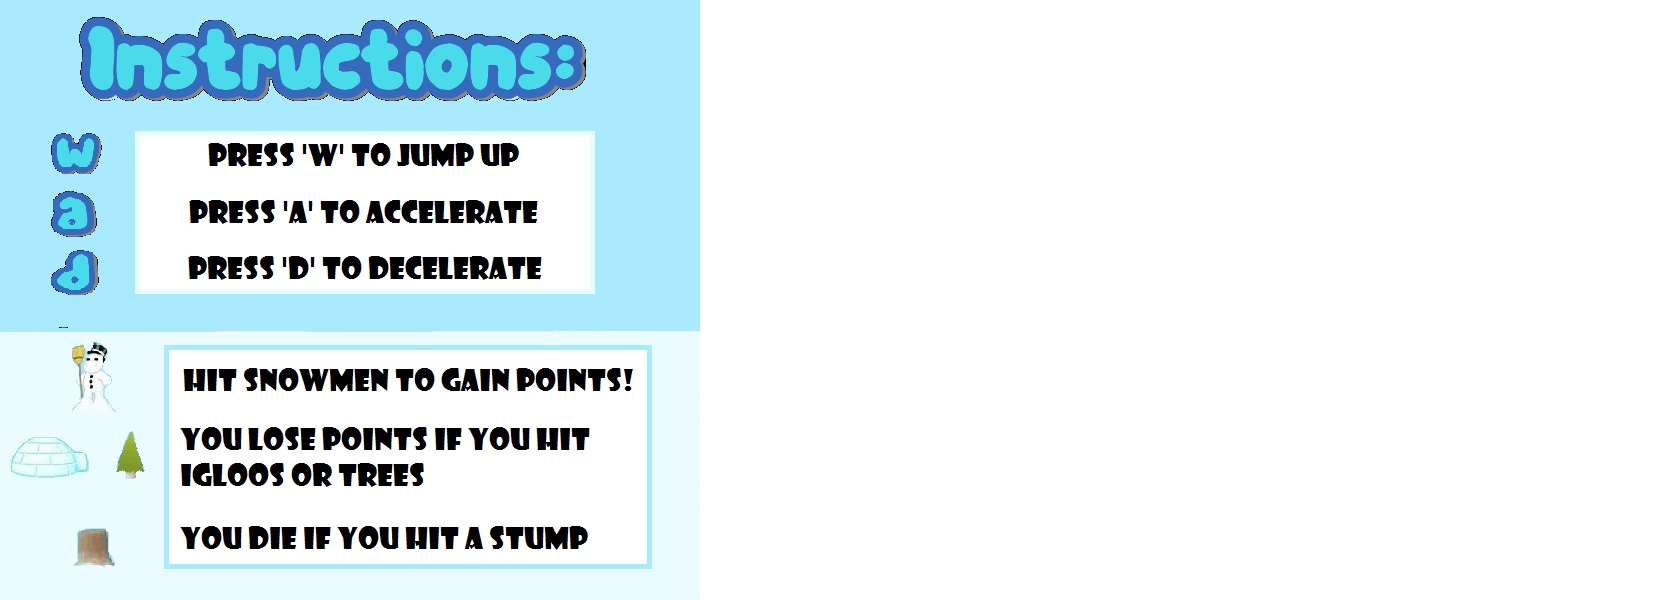 Instructions:
w
PRESS 'W' TO JUMP UP
a
PRESS 'A' TO ACCELERATE
d
PRESS 'D' TO DECELERATE
HIT SNOWMEN TO GAIN POINTS!
YOU LOSE POINTS IF YOU HIT
IGLOOS OR TREES
YOU DIE IF YOU HIT A STUMP